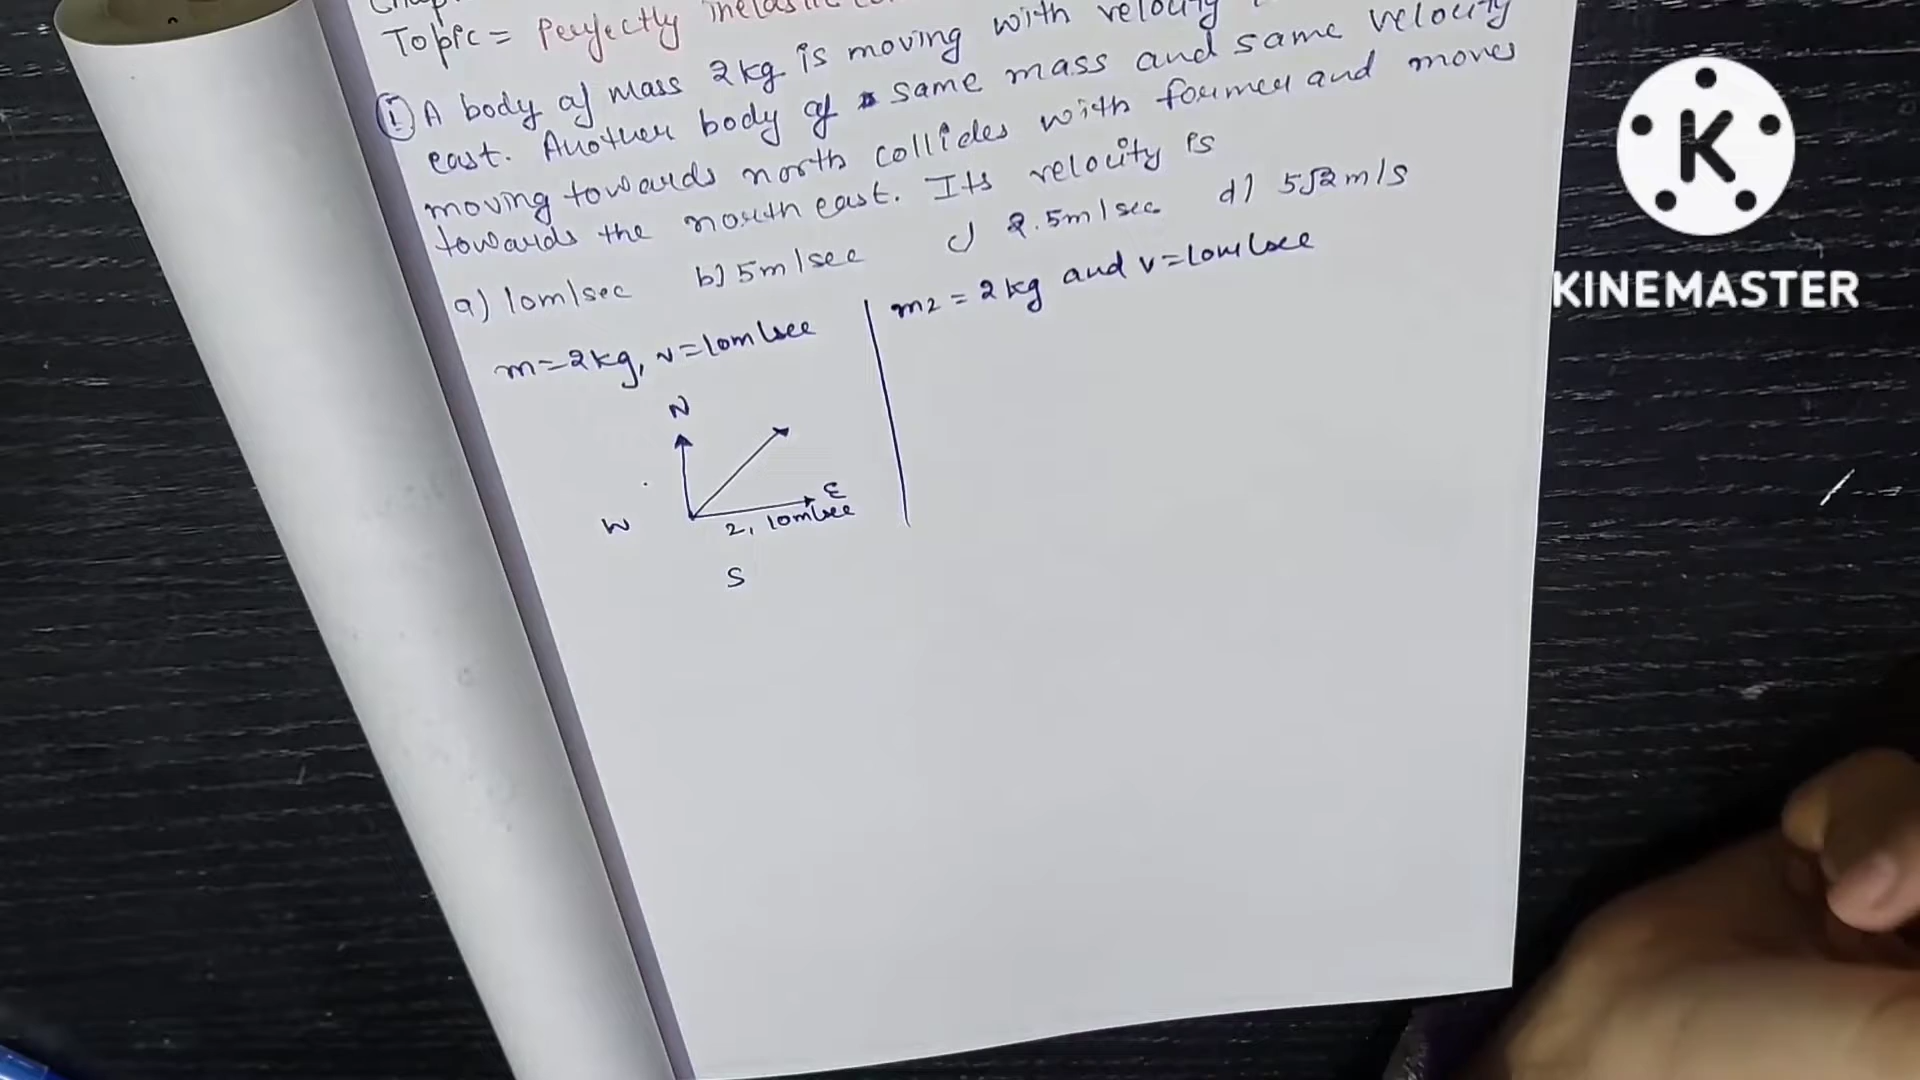 Topic = Perfectly inelastic
① A body of mass 2kg is moving with velocity
east. Another body of same mass and same velocity
moving towards north collides with former and moves
towards the north east. Its velocity is
a) 10m/sec b) 5m/sec c) 2.5m/sec d) 5√2m/s
m=2kg, v=10m/sec
m2 = 2kg and v=10m/sec
N
E
W
2, 10m/sec
S
K
KINEMASTER